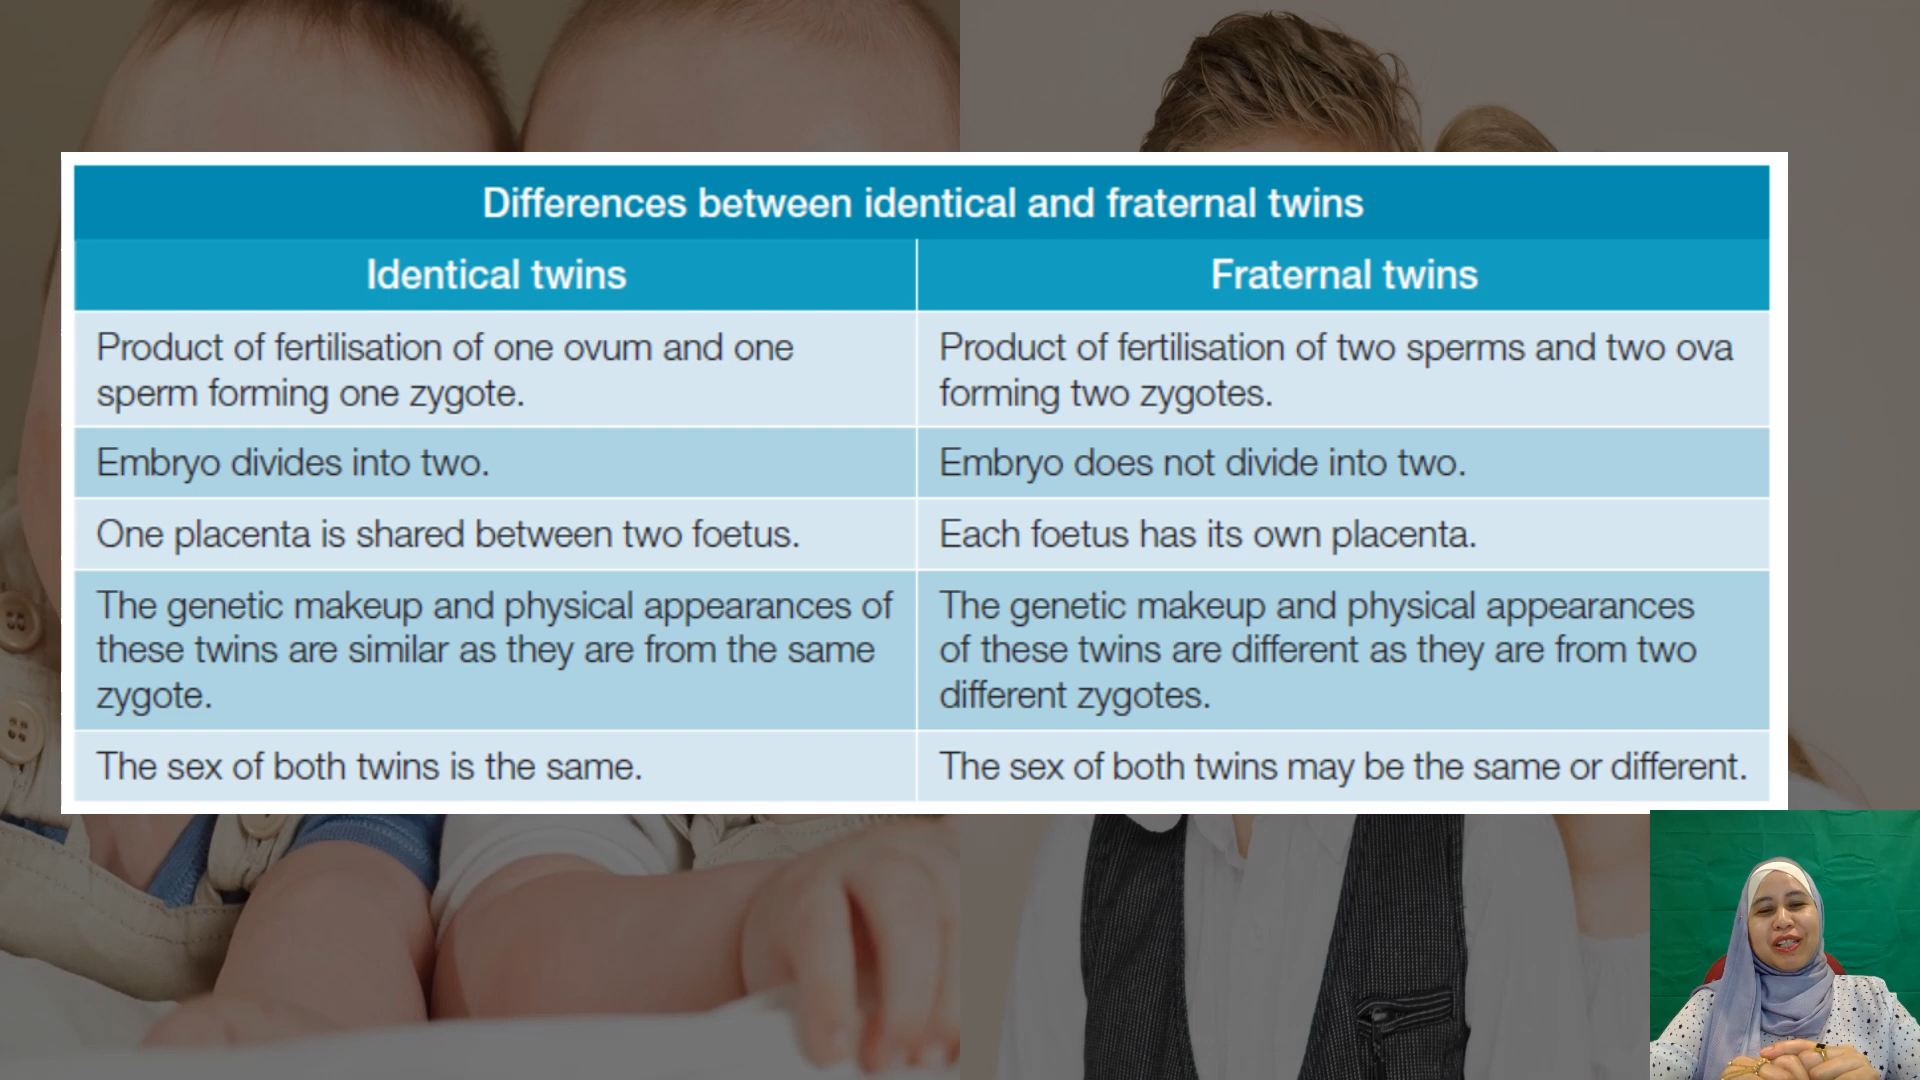 Differences between identical and fraternal twins
Identical twins
Fraternal twins
Product of fertilisation of one ovum and one
sperm forming one zygote.
Product of fertilisation of two sperms and two ova
forming two zygotes.
Embryo divides into two.
Embryo does not divide into two.
One placenta is shared between two foetus.
Each foetus has its own placenta.
The genetic makeup and physical appearances of
these twins are similar as they are from the same
zygote.
The genetic makeup and physical appearances
of these twins are different as they are from two
different zygotes.
The sex of both twins is the same.
The sex of both twins may be the same or different.